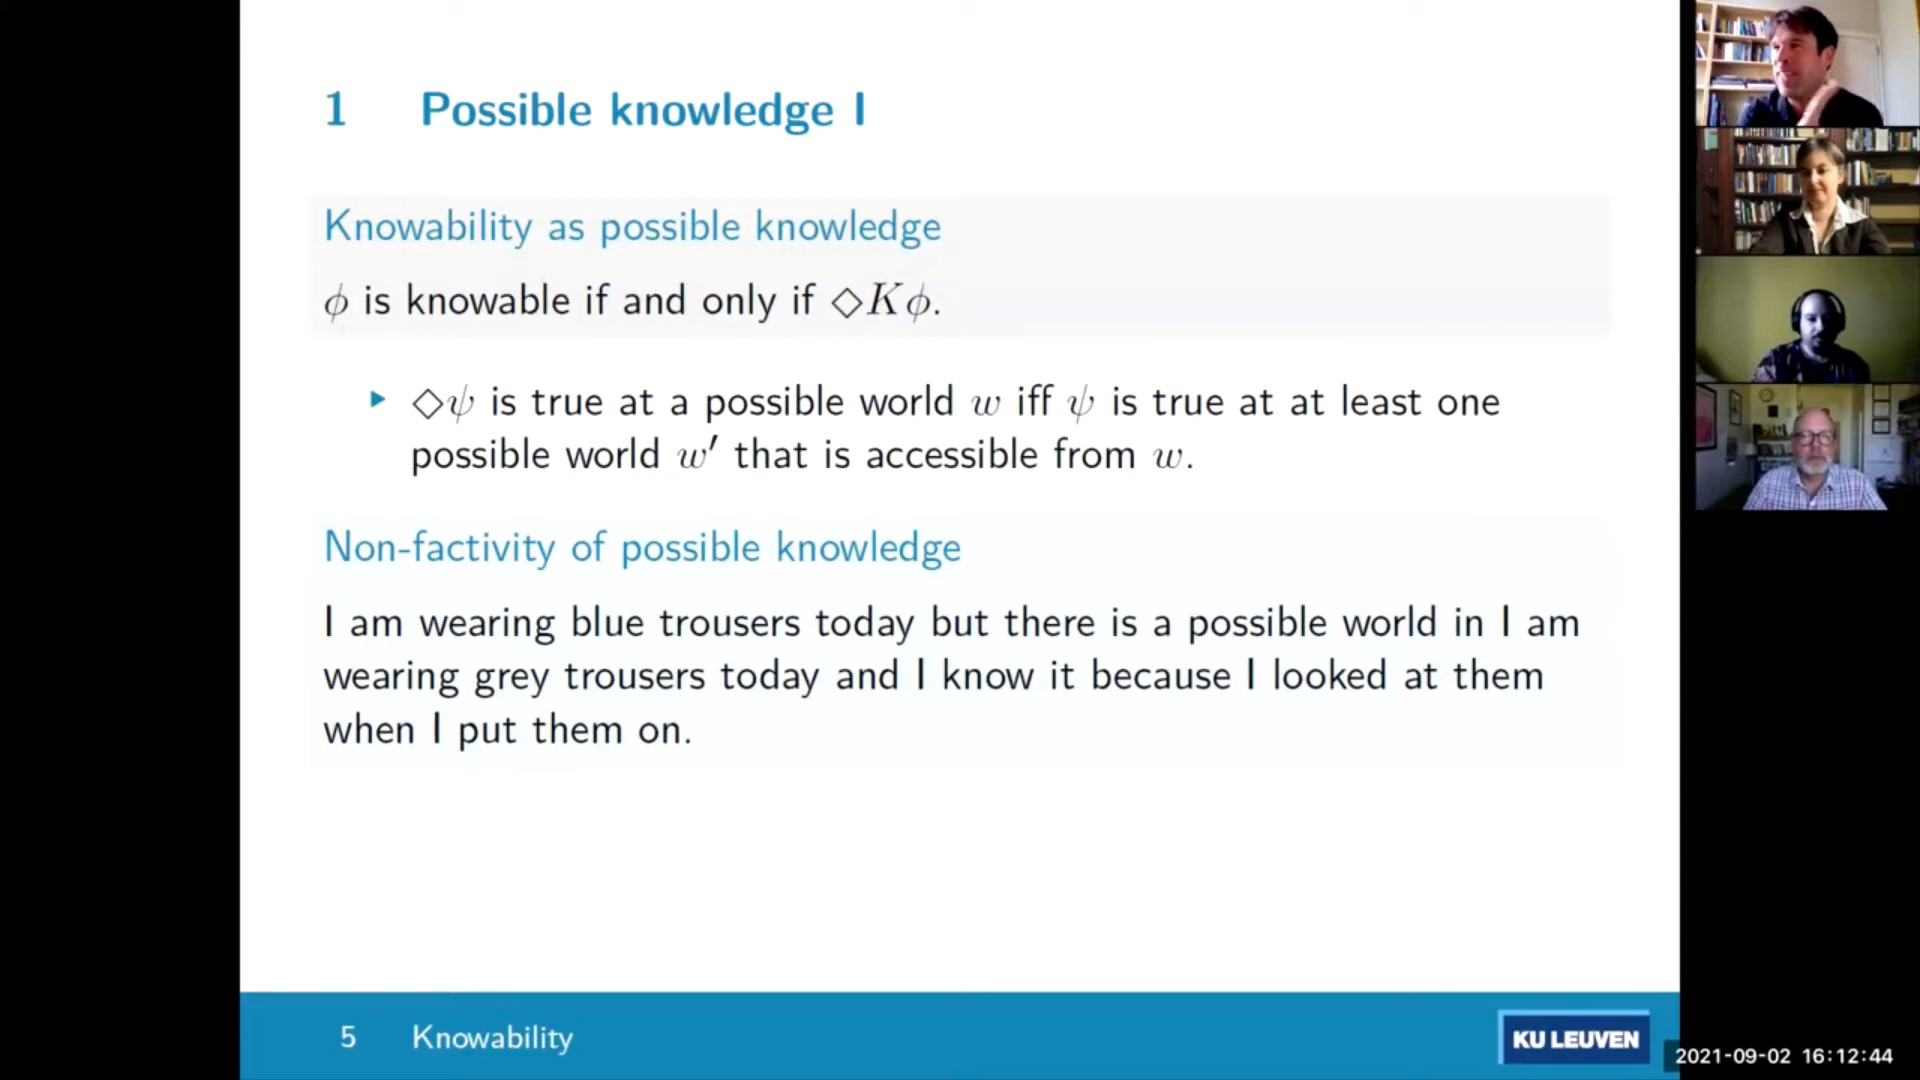 1 Possible knowledge I
Knowability as possible knowledge
ϕ is knowable if and only if ◇Kϕ.
▶ ◇ψ is true at a possible world w iff ψ is true at at least one
possible world w′ that is accessible from w.
Non-factivity of possible knowledge
I am wearing blue trousers today but there is a possible world in I am
wearing grey trousers today and I know it because I looked at them
when I put them on.
5 Knowability
KU LEUVEN
2021-09-02 16:12:44